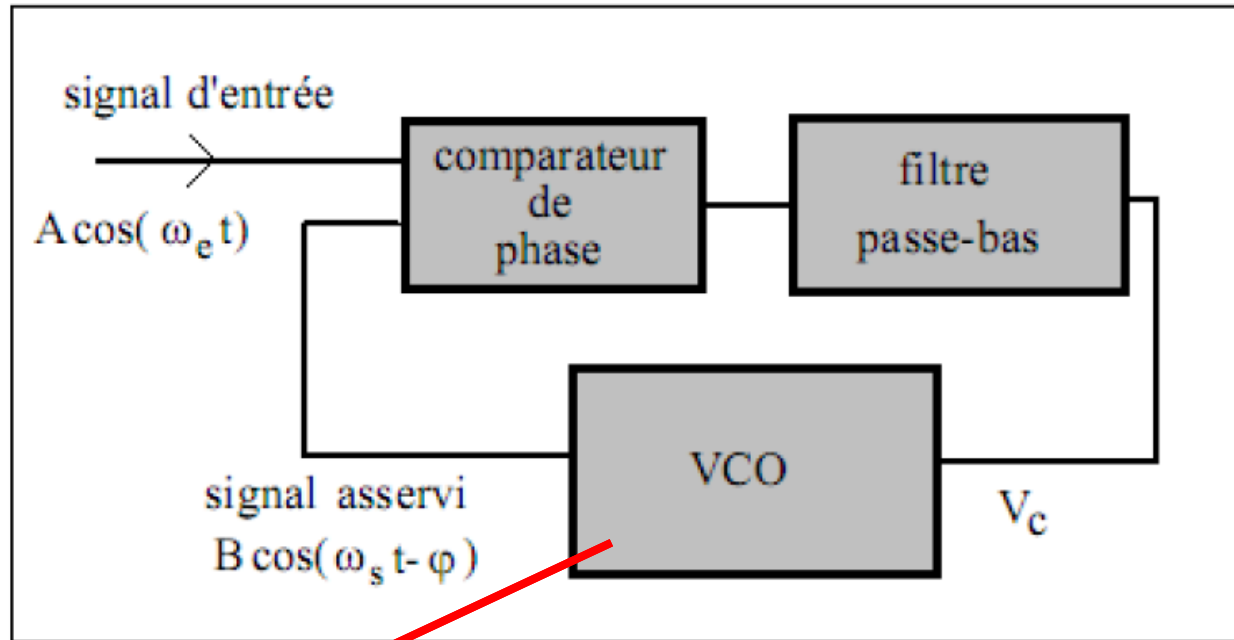 signal d'entrée
A cos( ωe t)
comparateur
de
phase
filtre
passe-bas
VCO
signal asservi
B cos( ωs t- φ)
Vc